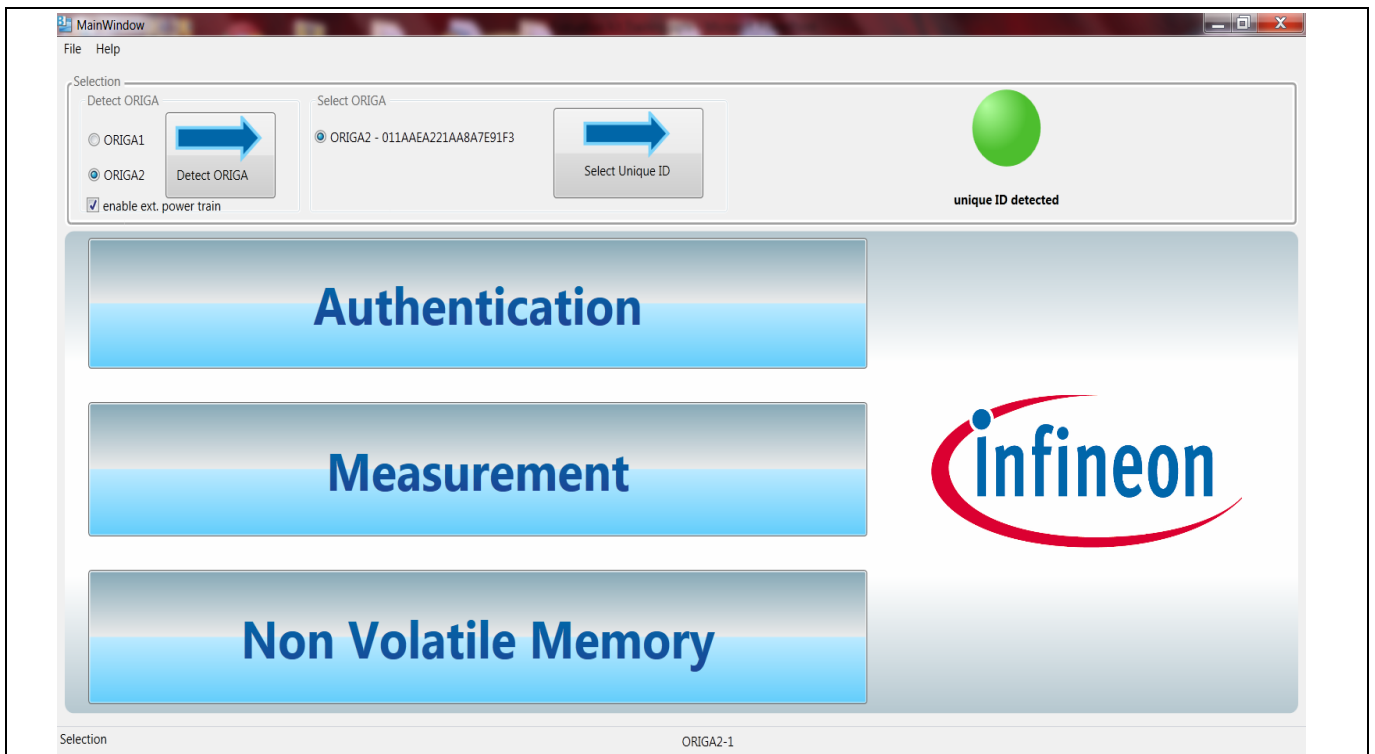 MainWindow
File Help
Selection
Detect ORIGA
ORIGA1
ORIGA2
enable ext. power train
Detect ORIGA
Select ORIGA
ORIGA2 - 011AAEA221AA8A7E91F3
Select Unique ID
unique ID detected
Authentication
Measurement
Non Volatile Memory
infineon
Selection
ORIGA2-1